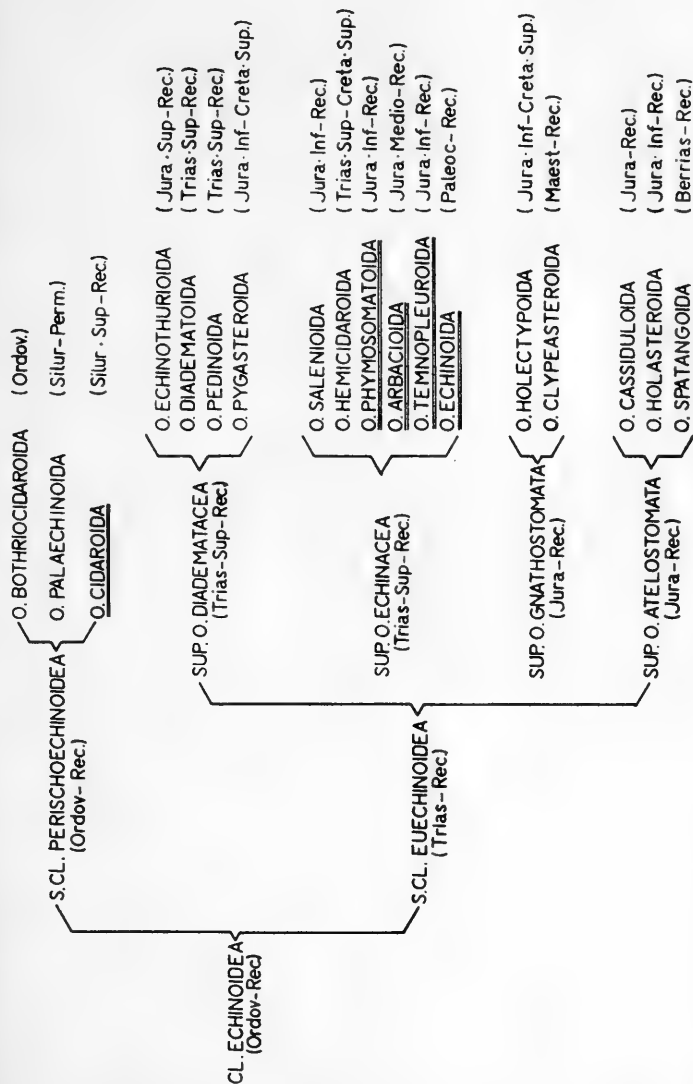 CL. ECHINOIDEA
(Ordov-Rec)
S.CL. PERISCHOECHINOIDEA
(Ordov-Rec.)
O. BOTHRIOCIDAROIDA (Ordov.)
O. PALAECHINOIDA (Silur-Perm.)
O. CIDAROIDA (Silur·Sup-Rec.)
S.CL. EUECHINOIDEA
(Trias-Rec.)
SUP. O. DIADEMATACEA
(Trias-Sup-Rec.)
O. ECHINOTHURIOIDA (Jura·Sup-Rec.)
O. DIADEMATOIDA (Trias·Sup-Rec.)
O. PEDINOIDA (Trias·Sup-Rec.)
O. PYGASTEROIDA (Jura·Inf-Creta·Sup.)
SUP. O. ECHINACEA
(Trias-Sup-Rec.)
O. SALENIOIDA (Jura·Inf-Rec.)
O. HEMICIDAROIDA (Trias·Sup-Creta·Sup.)
O. PHYMOSOMATOIDA (Jura·Inf-Rec.)
O. ARBACIOIDA (Jura·Medio-Rec.)
O. TEMNOPLEUROIDA (Jura·Inf-Rec.)
O. ECHINOIDA (Paleoc-Rec.)
SUP. O. GNATHOSTOMATA
(Jura-Rec.)
O. HOLECTYPOIDA (Jura·Inf-Creta·Sup.)
O. CLYPEASTEROIDA (Maest-Rec.)
SUP. O. ATELOSTOMATA
(Jura-Rec.)
O. CASSIDULOIDA (Jura-Rec.)
O. HOLASTEROIDA (Jura·Inf-Rec.)
O. SPATANGOIDA (Berrias-Rec.)